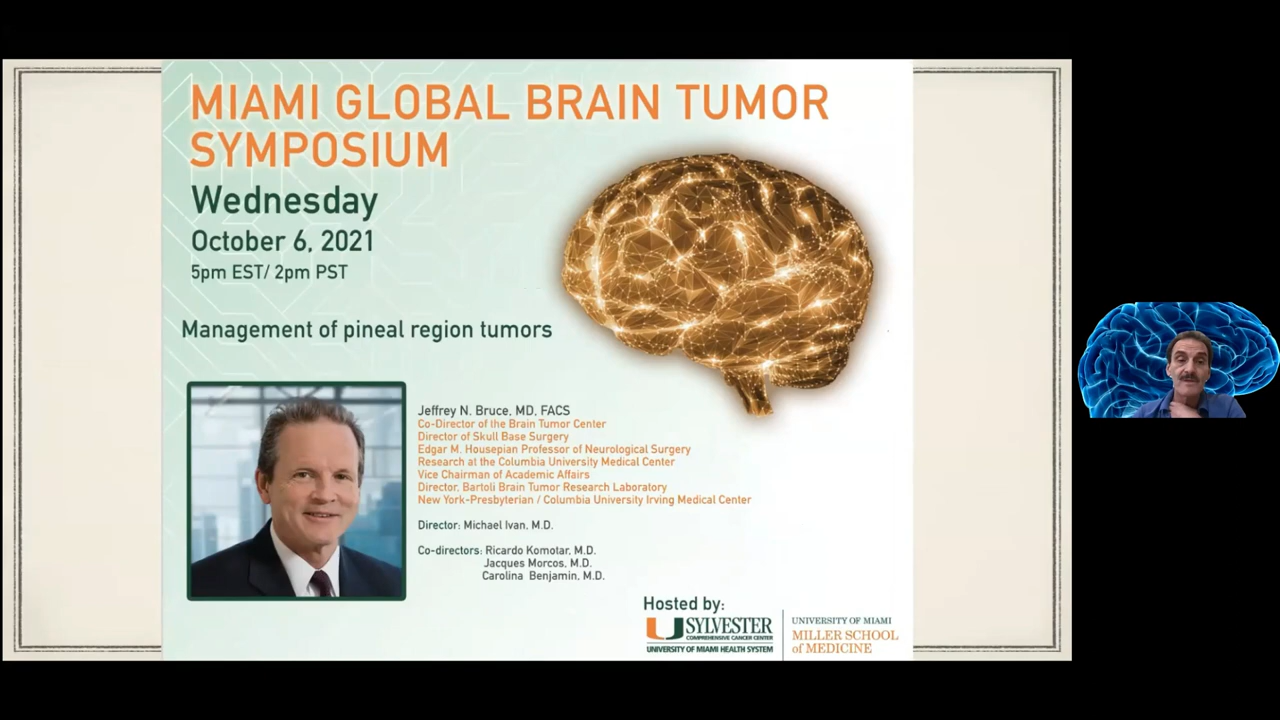 MIAMI GLOBAL BRAIN TUMOR
SYMPOSIUM
Wednesday
October 6, 2021
5pm EST/ 2pm PST
Management of pineal region tumors
Jeffrey N. Bruce, MD, FACS
Co-Director of the Brain Tumor Center
Director of Skull Base Surgery
Edgar M. Housepian Professor of Neurological Surgery
Research at the Columbia University Medical Center
Vice Chairman of Academic Affairs
Director, Bartoli Brain Tumor Research Laboratory
New York-Presbyterian / Columbia University Irving Medical Center
Director: Michael Ivan, M.D.
Co-directors: Ricardo Komotar, M.D.
Jacques Morcos, M.D.
Carolina Benjamin, M.D.
Hosted by:
SYLVESTER
COMPREHENSIVE CANCER CENTER
UNIVERSITY OF MIAMI HEALTH SYSTEM
UNIVERSITY OF MIAMI
MILLER SCHOOL
of MEDICINE